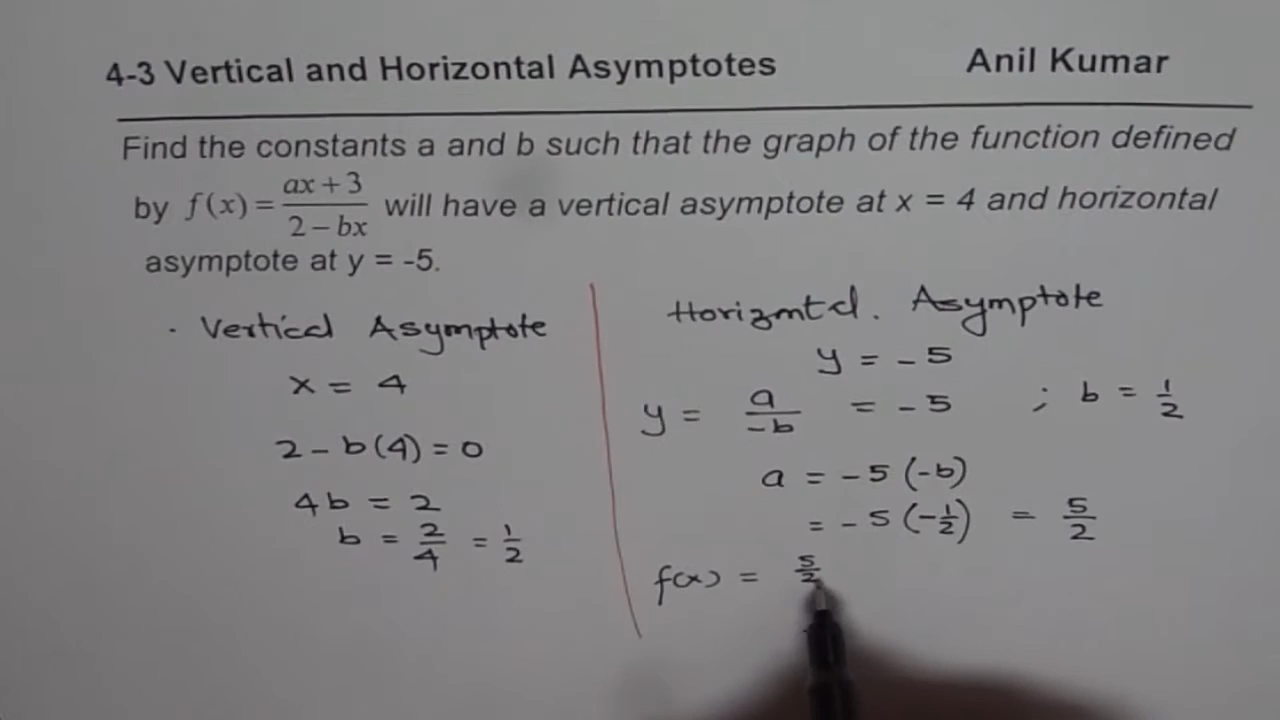 4-3 Vertical and Horizontal Asymptotes Anil Kumar
Find the constants a and b such that the graph of the function defined
by f(x) = (ax + 3)/(2 – bx) will have a vertical asymptote at x = 4 and horizontal
asymptote at y = -5.
. Vertical Asymptote
x = 4
2 – b(4) = 0
4b = 2
b = 2/4 = 1/2
Horizontal. Asymptote
y = – 5
y = a/–b = – 5 ; b = 1/2
a = – 5 (–b)
= – 5 (–1/2) = 5/2
f(x) = 5/2